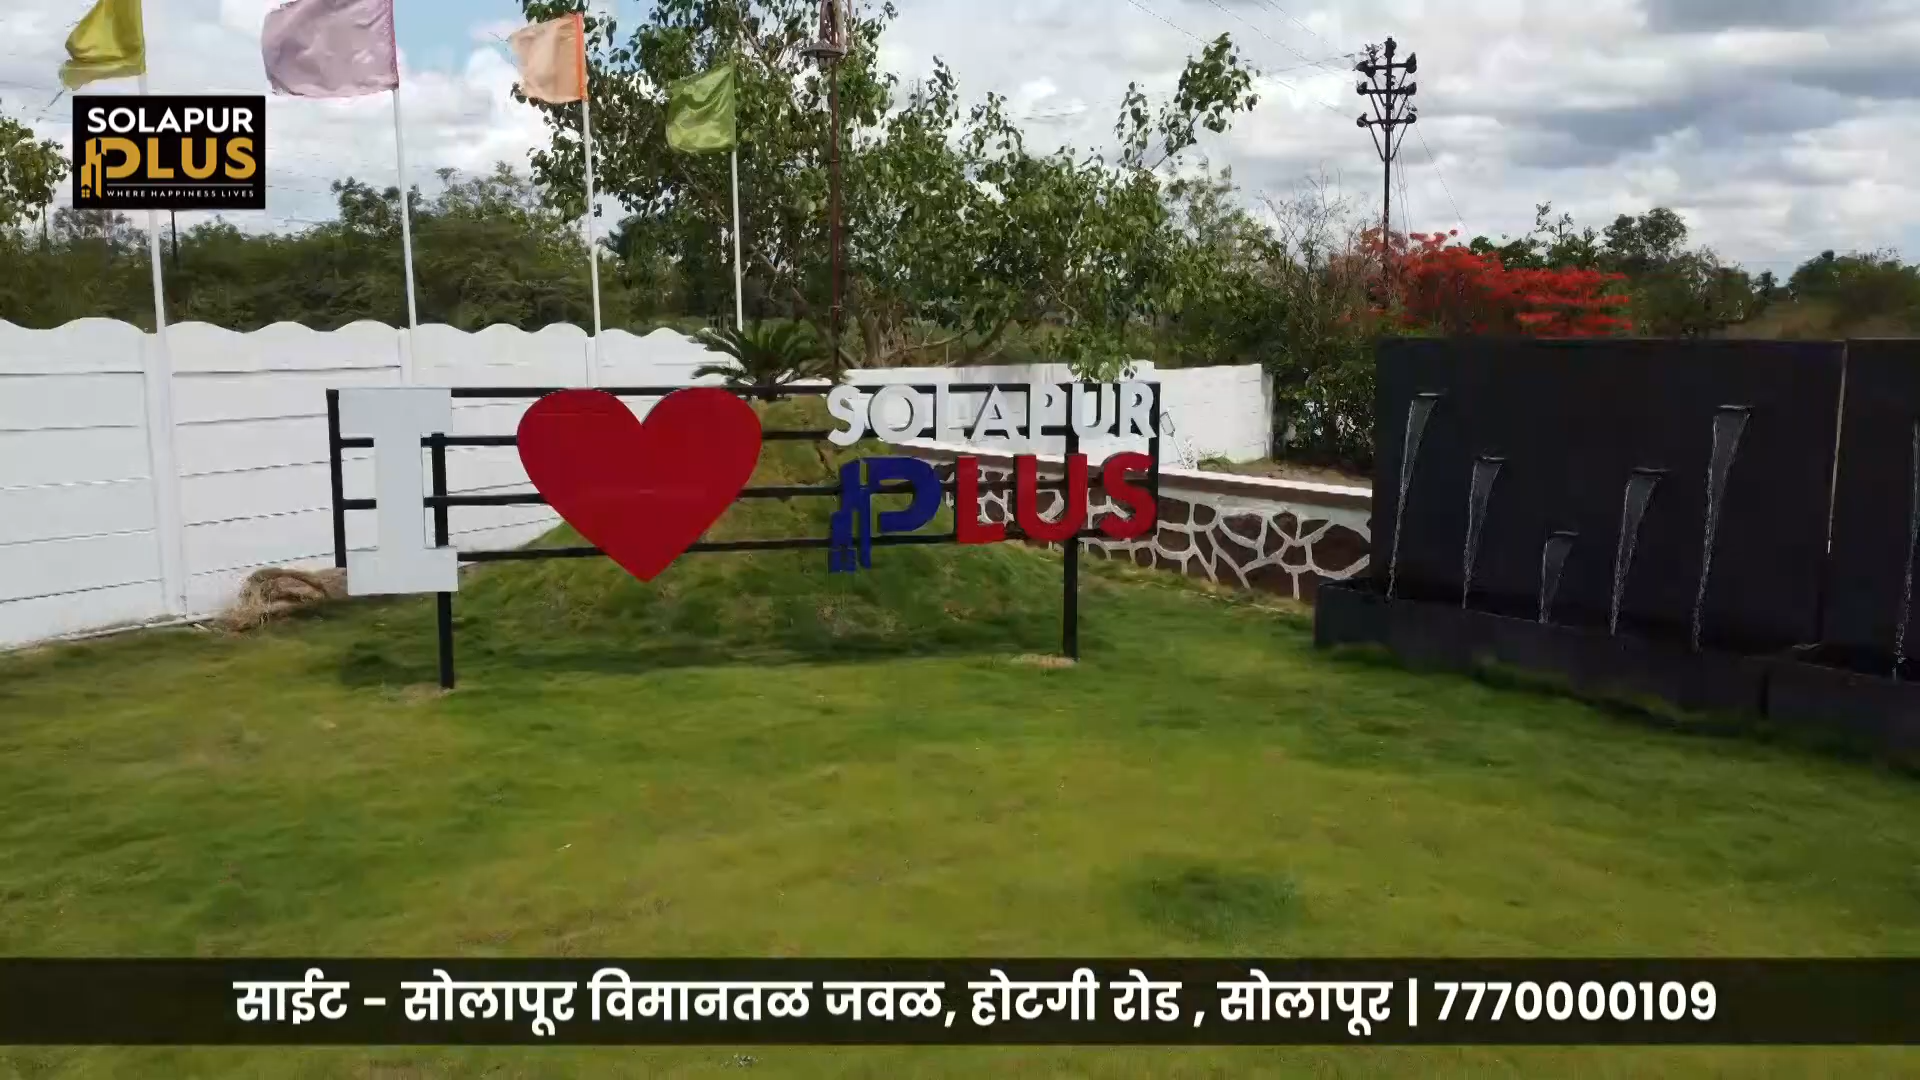 SOLAPUR
PLUS
WHERE HAPPINESS LIVES
I
SOLAPUR
PLUS
साईट - सोलापूर विमानतळ जवळ, होटगी रोड , सोलापूर | 7770000109